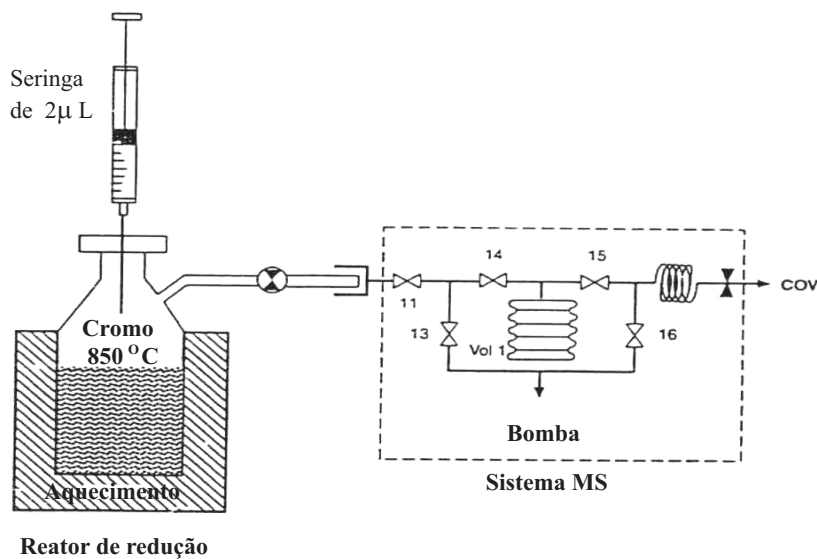 Seringa
de 2µ L
Cromo
850 ºC
Aquecimento
Reator de redução
11
14
15
13
Vol 1
16
COV
Bomba
Sistema MS